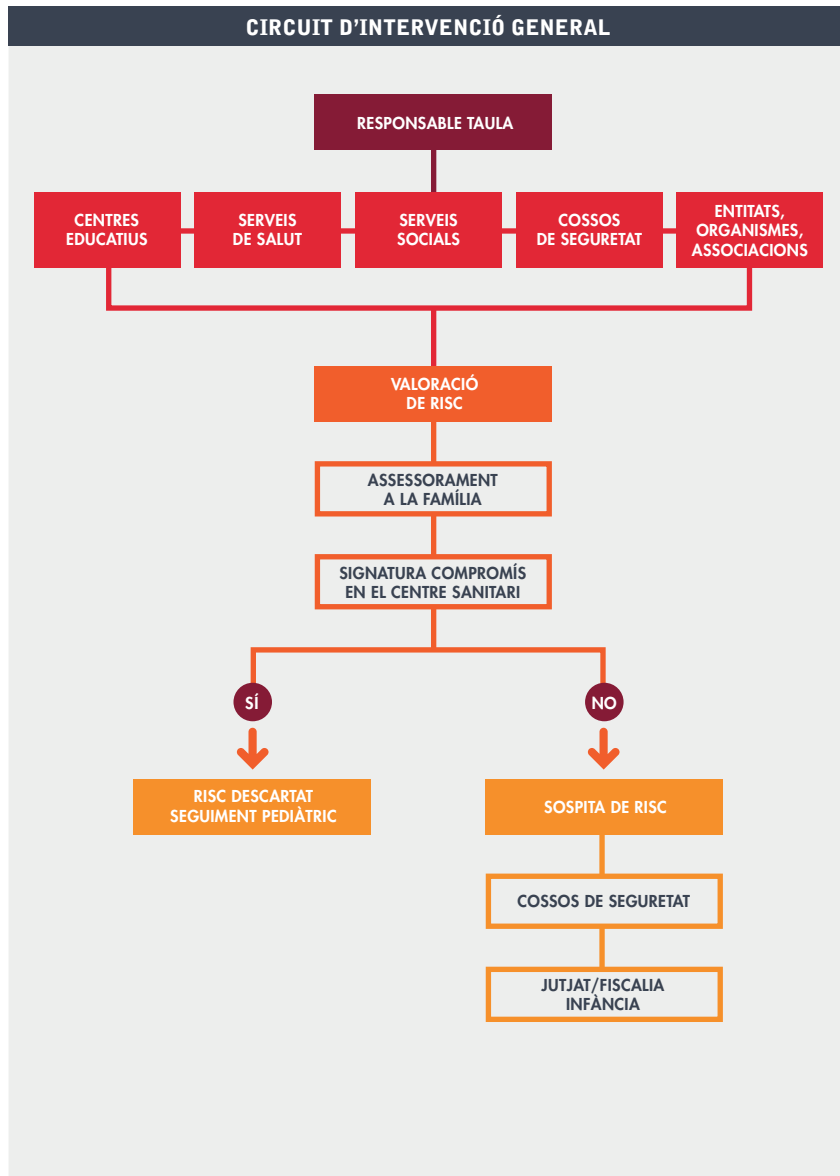 CIRCUIT D'INTERVENCIÓ GENERAL
RESPONSABLE TAULA
CENTRES
EDUCATIUS
SERVEIS
DE SALUT
SERVEIS
SOCIALS
COSSOS
DE SEGURETAT
ENTITATS,
ORGANISMES,
ASSOCIACIONS
VALORACIÓ
DE RISC
ASSESSORAMENT
A LA FAMÍLIA
SIGNATURA COMPROMÍS
EN EL CENTRE SANITARI
SÍ
NO
RISC DESCARTAT
SEGUIMENT PEDIÀTRIC
SOSPITA DE RISC
COSSOS DE SEGURETAT
JUTJAT/FISCALIA
INFÀNCIA